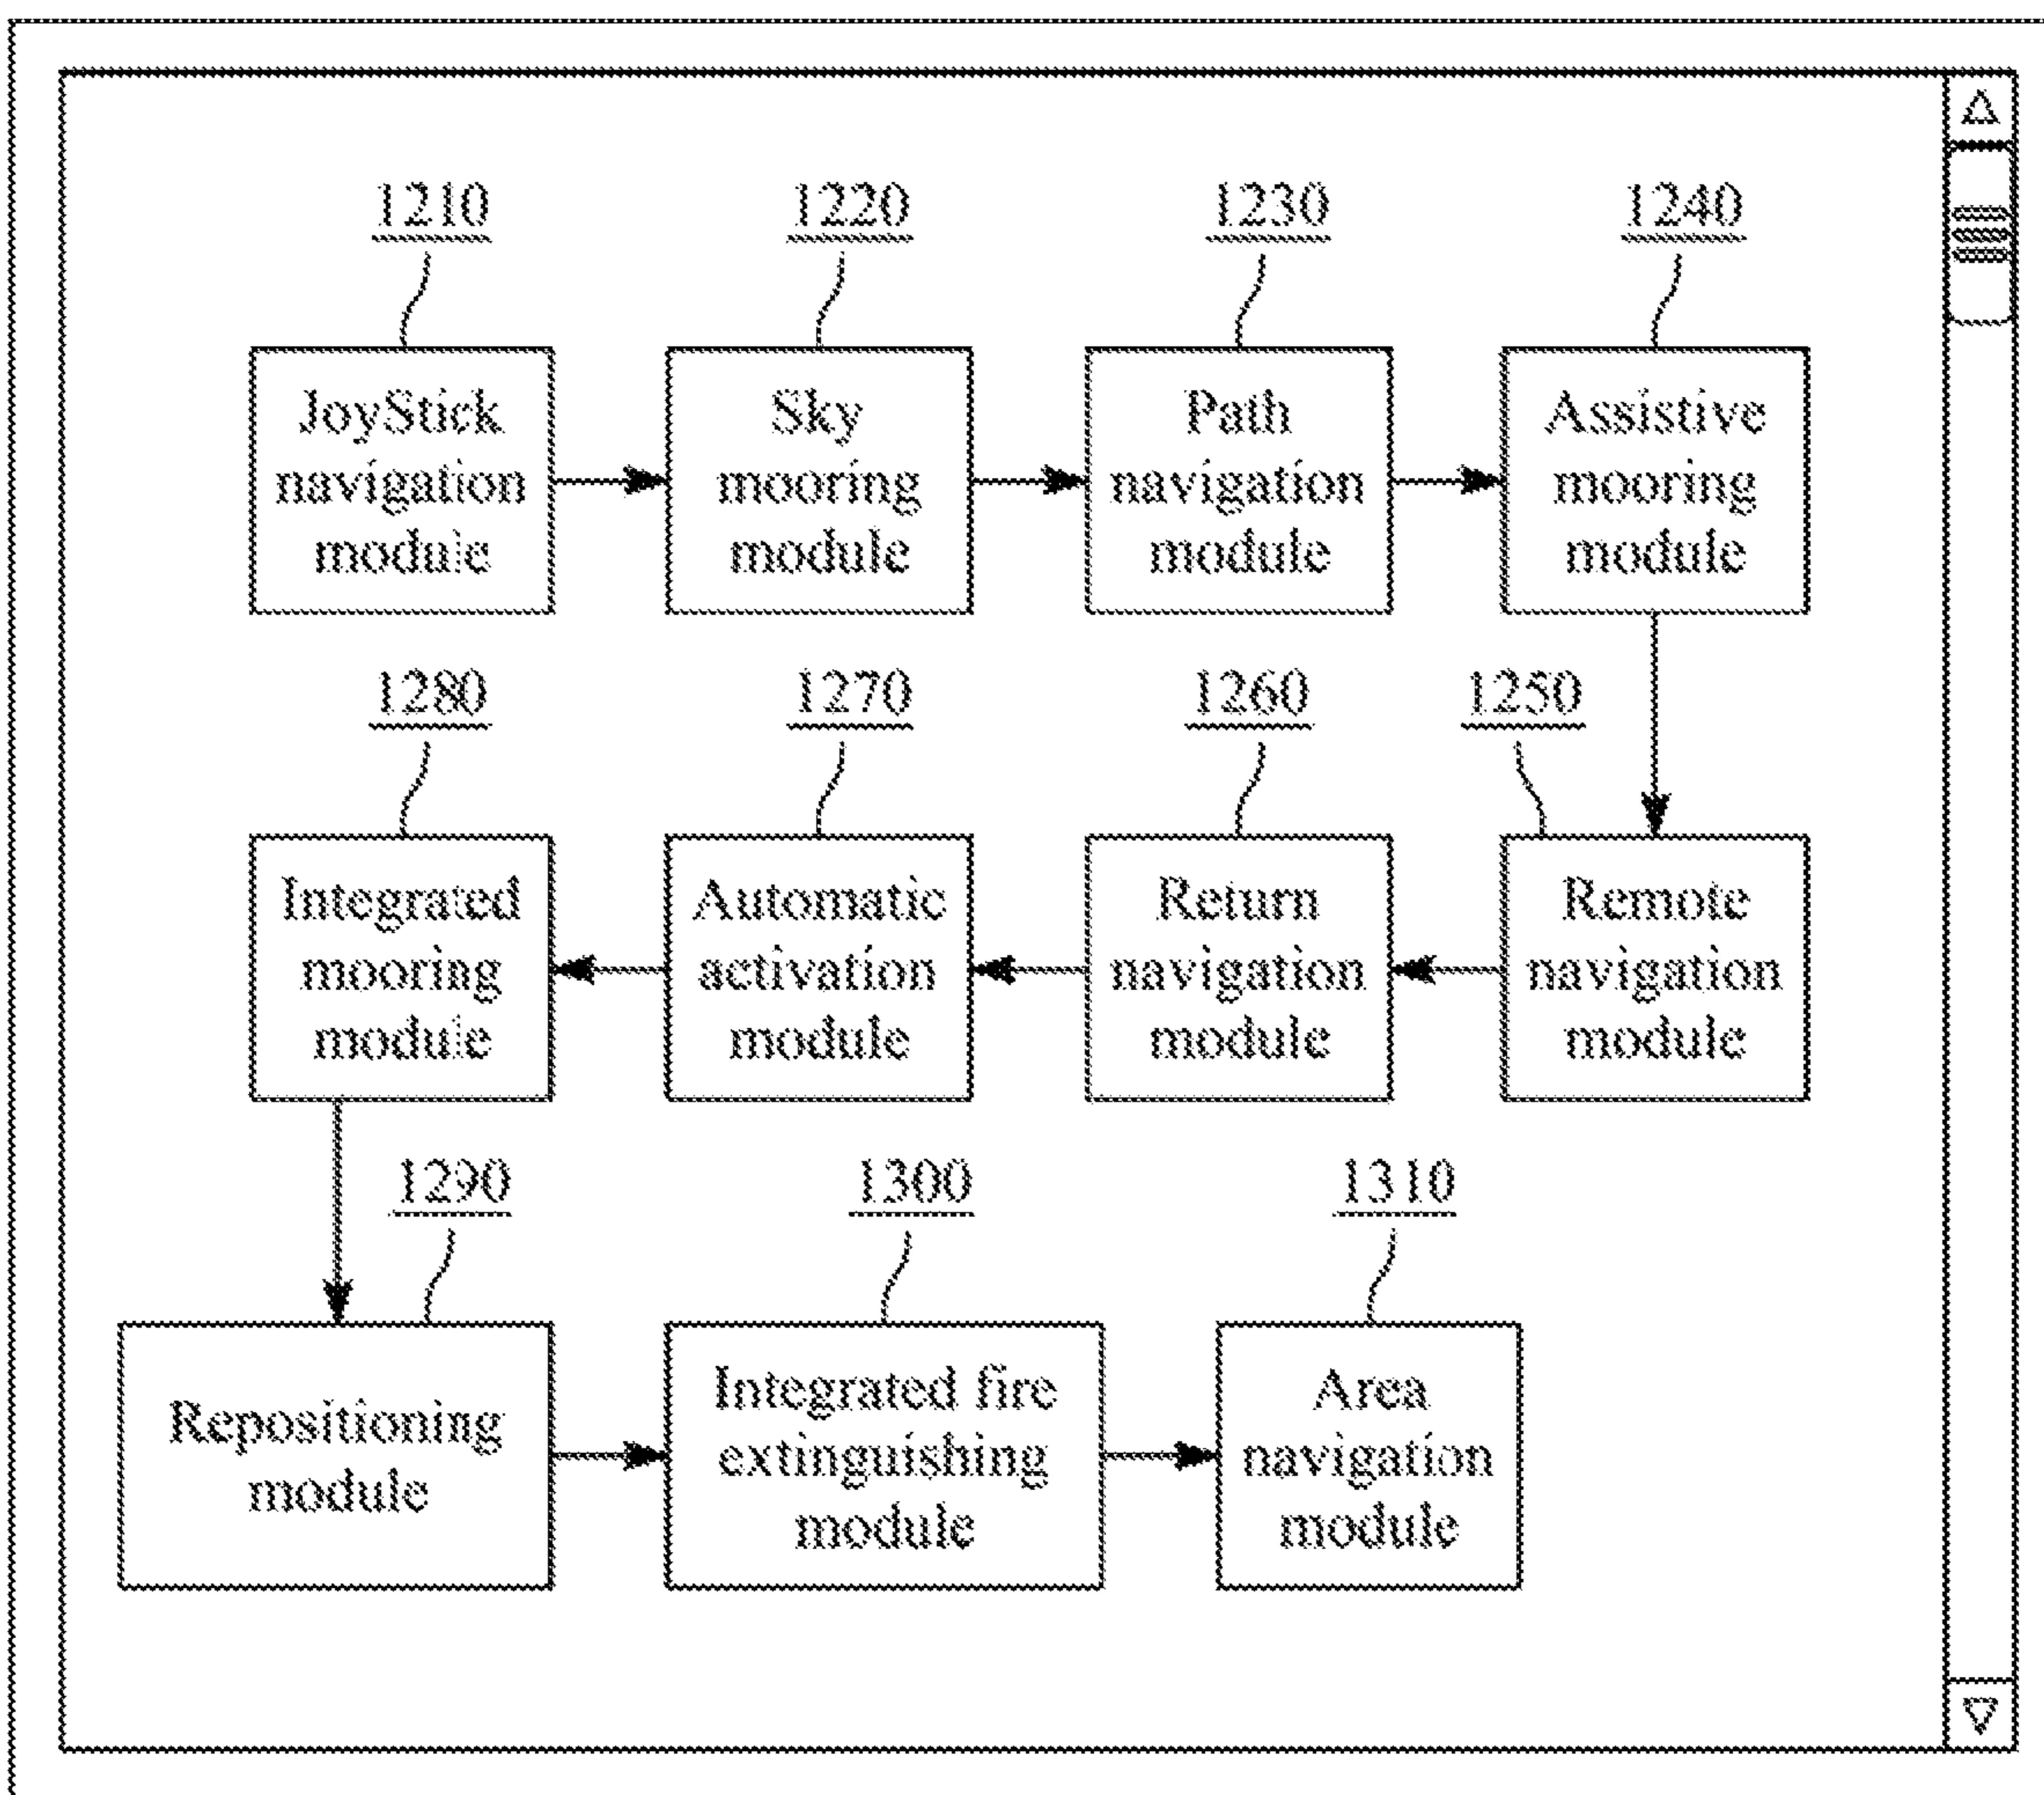 1210
1220
1230
1240
JoyStick
navigation
module
Sky
mooring
module
Path
navigation
module
Assistive
mooring
module
1280
1270
1260
1250
Integrated
mooring
module
Automatic
activation
module
Return
navigation
module
Remote
navigation
module
1290
1300
1310
Repositioning
module
Integrated fire
extinguishing
module
Area
navigation
module